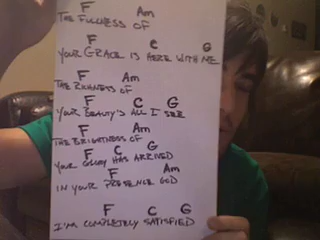 F Am
THE FULLNESS OF
F C G
YOUR GRACE IS HERE WITH ME
F Am
THE RICHNESS OF
F C G
YOUR BEAUTY'S ALL I SEE
F Am
THE BRIGHTNESS OF
F C G
YOUR GLORY HAS ARRIVED
F Am
IN YOUR PRESENCE GOD
F C G
I'M COMPLETELY SATISFIED